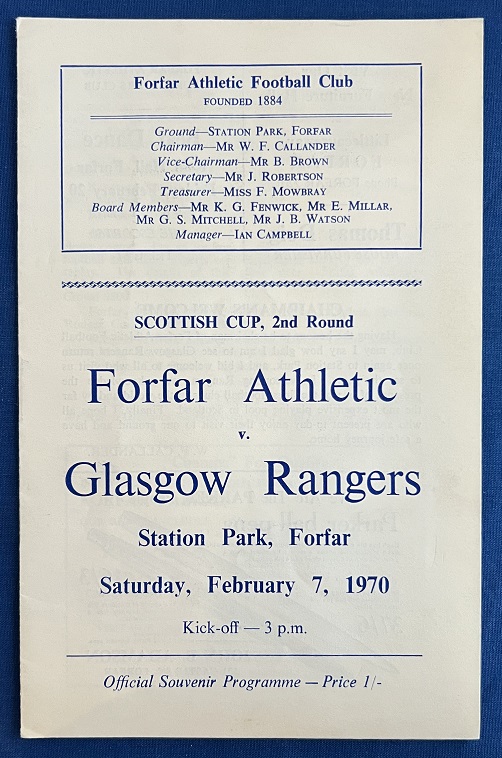 Forfar Athletic Football Club
FOUNDED 1884
Ground—STATION PARK, FORFAR
Chairman—MR W. F. CALLANDER
Vice-Chairman—MR B. BROWN
Secretary—MR J. ROBERTSON
Treasurer—MISS F. MOWBRAY
Board Members—MR K. G. FENWICK, MR E. MILLAR,
MR G. S. MITCHELL, MR J. B. WATSON
Manager—IAN CAMPBELL
SCOTTISH CUP, 2nd Round
Forfar Athletic
v.
Glasgow Rangers
Station Park, Forfar
Saturday, February 7, 1970
Kick-off — 3 p.m.
Official Souvenir Programme — Price 1/-